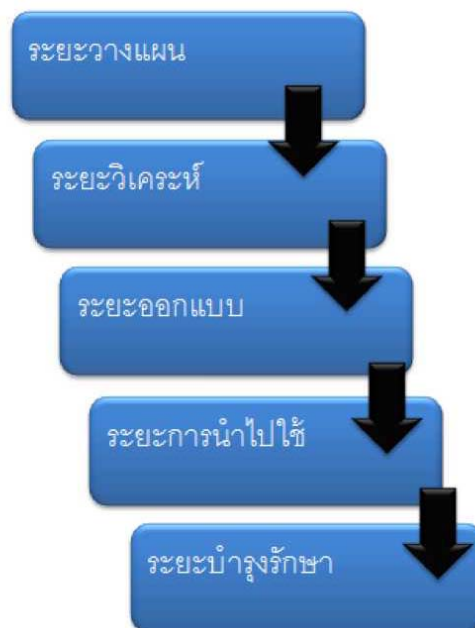 ระยะวางแผน
ระยะวิเคระห์
ระยะออกแบบ
ระยะการนำไปใช้
ระยะบำรุงรักษา